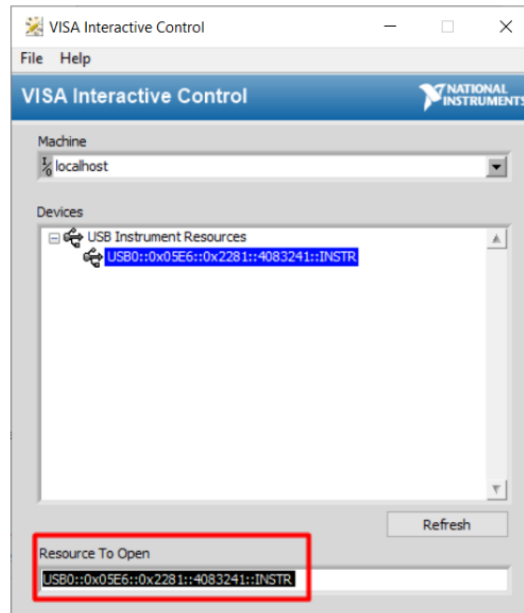 VISA Interactive Control
File Help
VISA Interactive Control
NATIONAL
INSTRUMENTS
Machine
I/O localhost
Devices
USB Instrument Resources
USB0::0x05E6::0x2281::4083241::INSTR
Refresh
Resource To Open
USB0::0x05E6::0x2281::4083241::INSTR